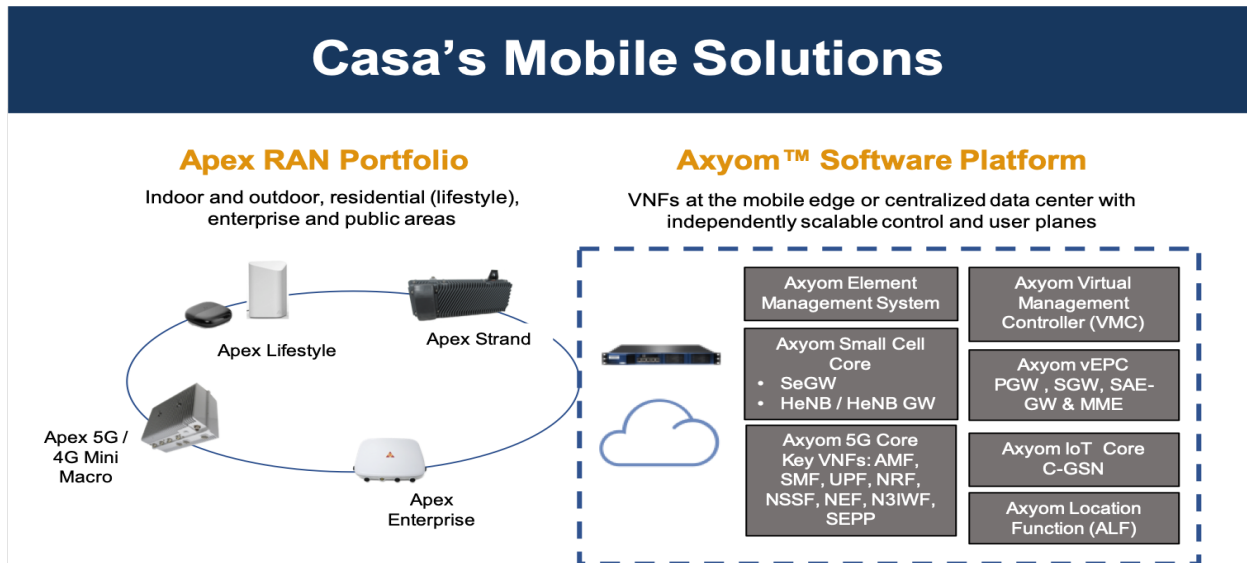 Casa's Mobile Solutions
Apex RAN Portfolio
Indoor and outdoor, residential (lifestyle),
enterprise and public areas
Apex Lifestyle
Apex Strand
Apex 5G /
4G Mini
Macro
Apex
Enterprise
Axyom™ Software Platform
VNFs at the mobile edge or centralized data center with
independently scalable control and user planes
Axyom Element
Management System
Axyom Small Cell
Core
• SeGW
• HeNB / HeNB GW
Axyom 5G Core
Key VNFs: AMF,
SMF, UPF, NRF,
NSSF, NEF, N3IWF,
SEPP
Axyom Virtual
Management
Controller (VMC)
Axyom vEPC
PGW , SGW, SAE-
GW & MME
Axyom IoT Core
C-GSN
Axyom Location
Function (ALF)